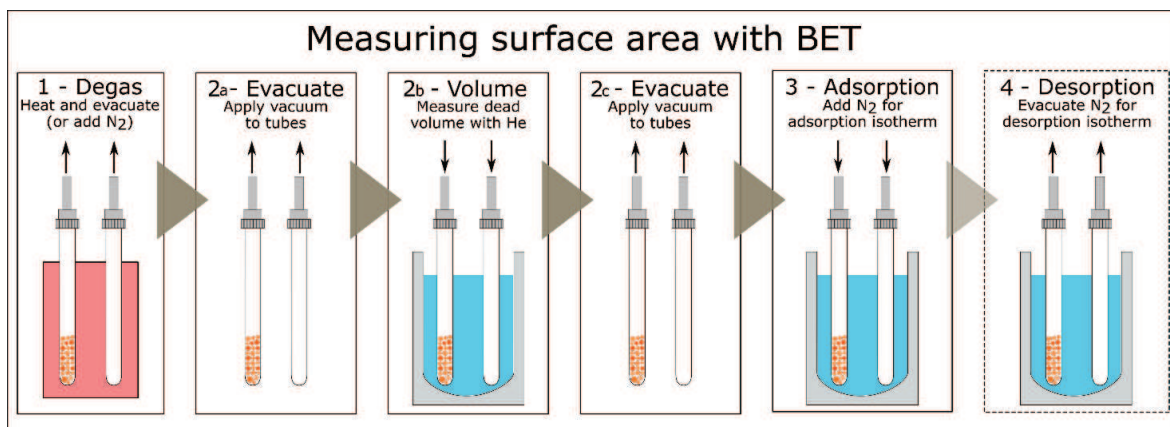 Measuring surface area with BET
1 - Degas
Heat and evacuate
(or add N2)
2a- Evacuate
Apply vacuum
to tubes
2b - Volume
Measure dead
volume with He
2c - Evacuate
Apply vacuum
to tubes
3 - Adsorption
Add N2 for
adsorption isotherm
4 - Desorption
Evacuate N2 for
desorption isotherm